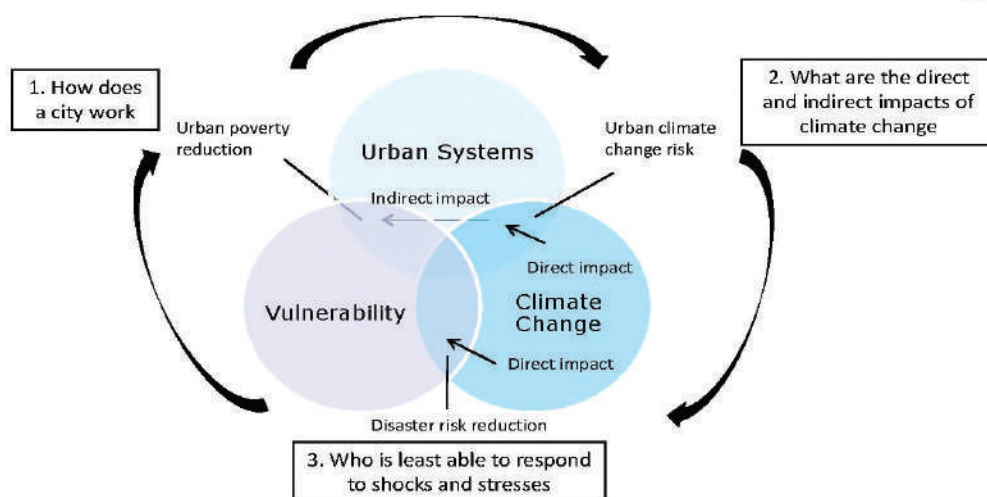 1. How does
a city work
2. What are the direct
and indirect impacts of
climate change
Urban poverty
reduction
Urban Systems
Urban climate
change risk
Indirect impact
Direct impact
Vulnerability
Climate
Change
Direct impact
Disaster risk reduction
3. Who is least able to respond
to shocks and stresses